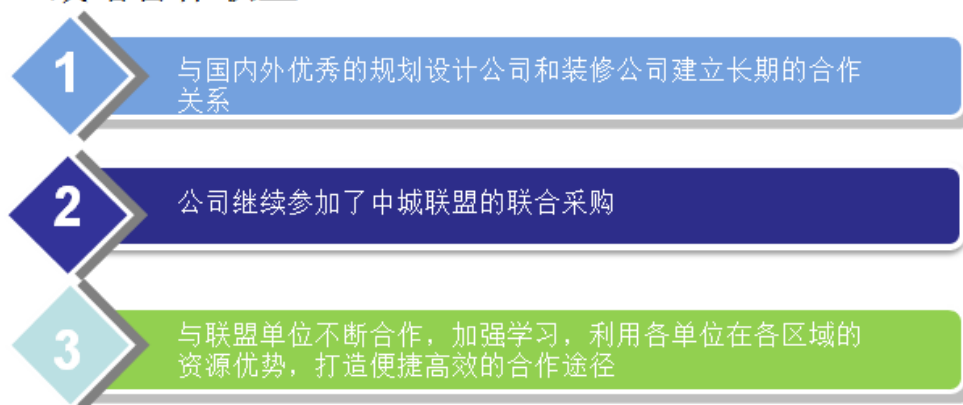 1
与国内外优秀的规划设计公司和装修公司建立长期的合作
关系
2
公司继续参加了中城联盟的联合采购
3
与联盟单位不断合作，加强学习，利用各单位在各区域的
资源优势，打造便捷高效的合作途径